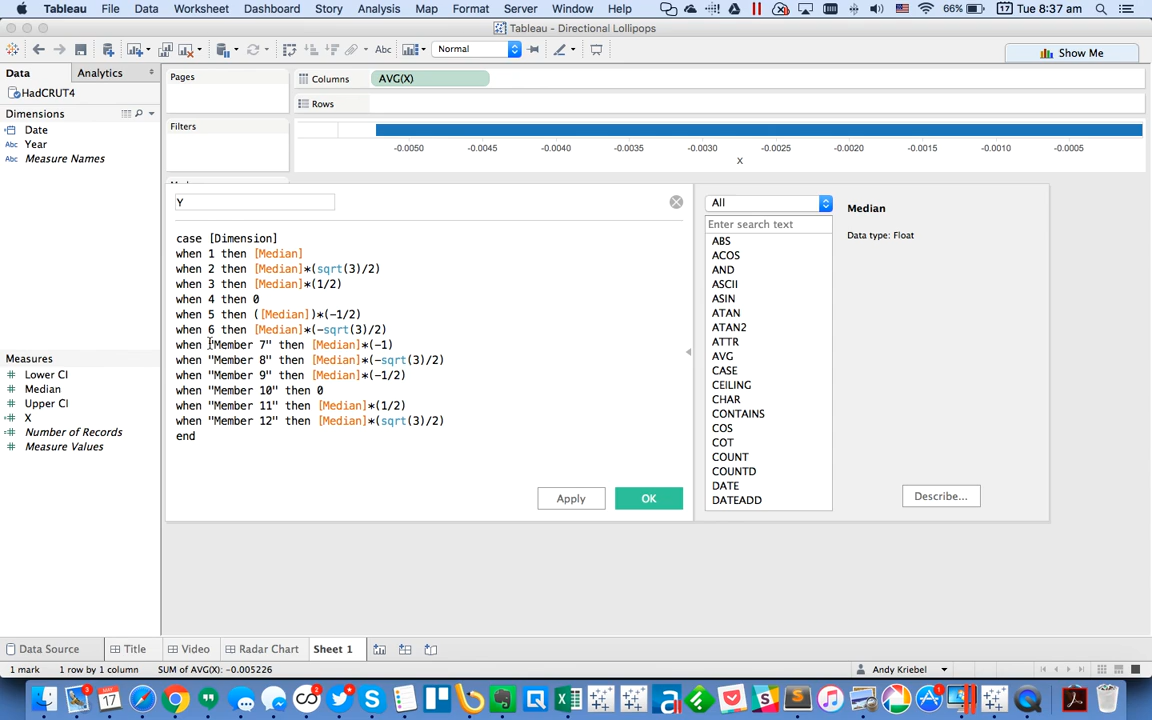 Tableau File Data Worksheet Dashboard Story Analysis Map Format Server Window Help 66% 17 Tue 8:37 am
Tableau - Directional Lollipops
Abc Normal Show Me
Data Analytics Pages Columns AVG(X)
HadCRUT4
Dimensions Rows
Date Filters
Abc Year
Abc Measure Names
-0.0050 -0.0045 -0.0040 -0.0035 -0.0030 -0.0025 -0.0020 -0.0015 -0.0010 -0.0005
X
Y
All
Median
Enter search text
Data type: Float
case [Dimension]
when 1 then [Median]
when 2 then [Median]*(sqrt(3)/2)
when 3 then [Median]*(1/2)
when 4 then 0
when 5 then ([Median])*(-1/2)
when 6 then [Median]*(-sqrt(3)/2)
when "Member 7" then [Median]*(-1)
when "Member 8" then [Median]*(-sqrt(3)/2)
when "Member 9" then [Median]*(-1/2)
when "Member 10" then 0
when "Member 11" then [Median]*(1/2)
when "Member 12" then [Median]*(sqrt(3)/2)
end
ABS
ACOS
AND
ASCII
ASIN
ATAN
ATAN2
ATTR
AVG
CASE
CEILING
CHAR
CONTAINS
COS
COT
COUNT
COUNTD
DATE
DATEADD
Describe...
Apply OK
Measures
Lower CI
Median
Upper CI
X
Number of Records
Measure Values
Data Source Title Video Radar Chart Sheet 1
1 mark 1 row by 1 column SUM of AVG(X): -0.005226 Andy Kriebel
3 17 2 2